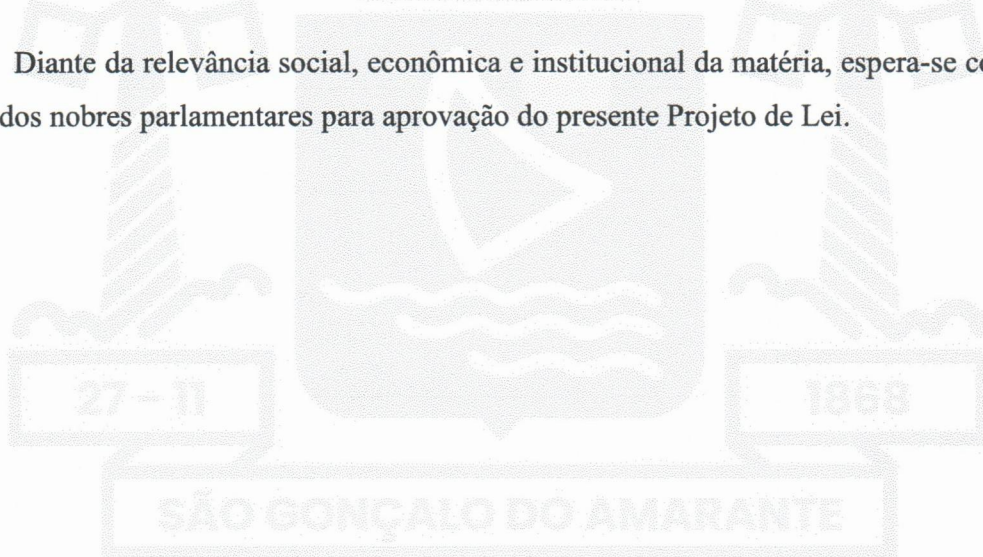 Diante da relevância social, econômica e institucional da matéria, espera-se
dos nobres parlamentares para aprovação do presente Projeto de Lei.
27 – 11
1868
SÃO GONÇALO DO AMARANTE